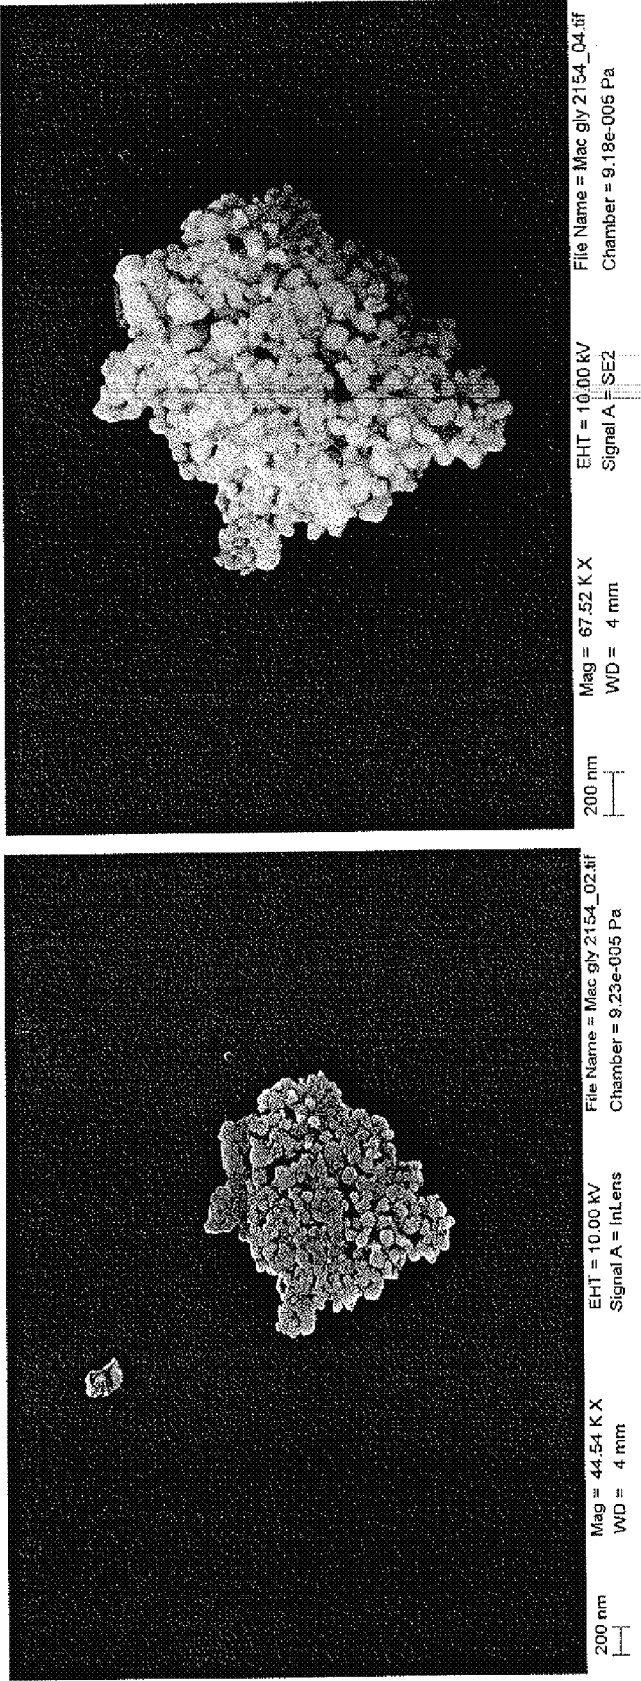 200 nm Mag = 67.52 K X EHT = 10.00 kV File Name = Mac gly 2154_04.tif
WD = 4 mm Signal A = SE2 Chamber = 9.18e-005 Pa
200 nm Mag = 44.54 K X EHT = 10.00 kV File Name = Mac gly 2154_02.tif
WD = 4 mm Signal A = InLens Chamber = 9.23e-005 Pa